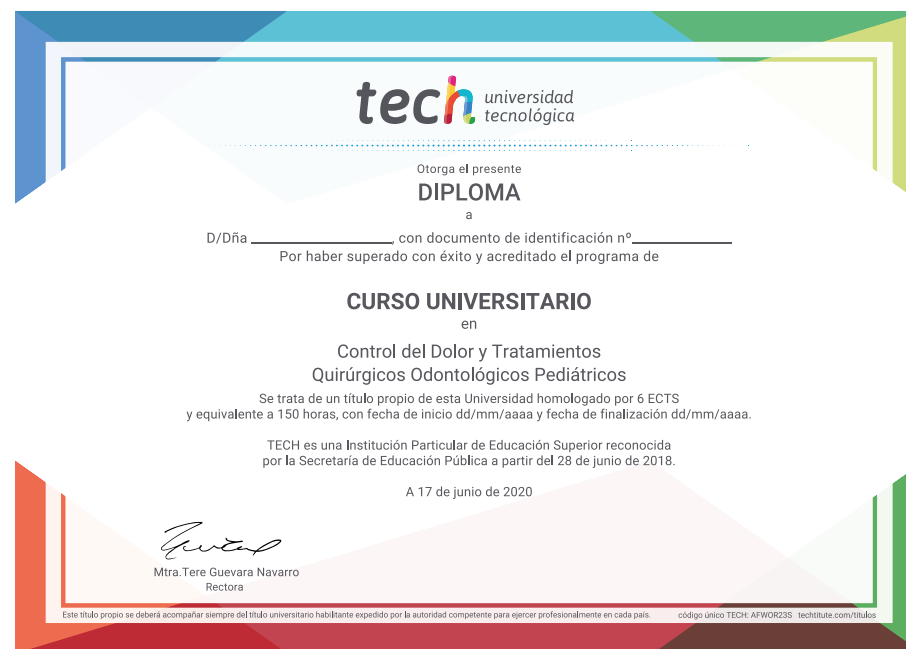 tech universidad
tecnológica
Otorga el presente
DIPLOMA
a
D/Dña ____________________, con documento de identificación nº______________
Por haber superado con éxito y acreditado el programa de
CURSO UNIVERSITARIO
en
Control del Dolor y Tratamientos
Quirúrgicos Odontológicos Pediátricos
Se trata de un título propio de esta Universidad homologado por 6 ECTS
y equivalente a 150 horas, con fecha de inicio dd/mm/aaaa y fecha de finalización dd/mm/aaaa.
TECH es una Institución Particular de Educación Superior reconocida
por la Secretaría de Educación Pública a partir del 28 de junio de 2018.
A 17 de junio de 2020
Mtra.Tere Guevara Navarro
Rectora
Este título propio se deberá acompañar siempre del título universitario habilitante expedido por la autoridad competente para ejercer profesionalmente en cada país. código único TECH: AFWOR23S techtitute.com/titulos